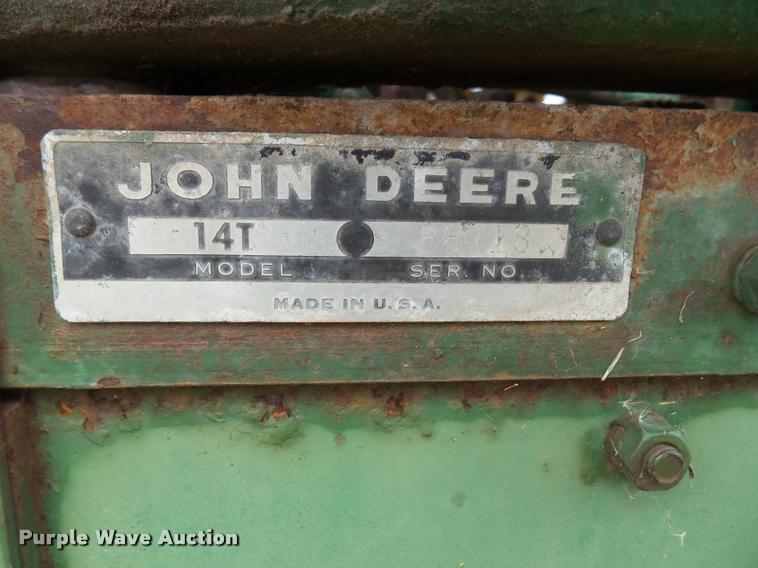 JOHN DEERE
14T
MODEL SER. NO.
MADE IN U.S.A.
Purple Wave Auction